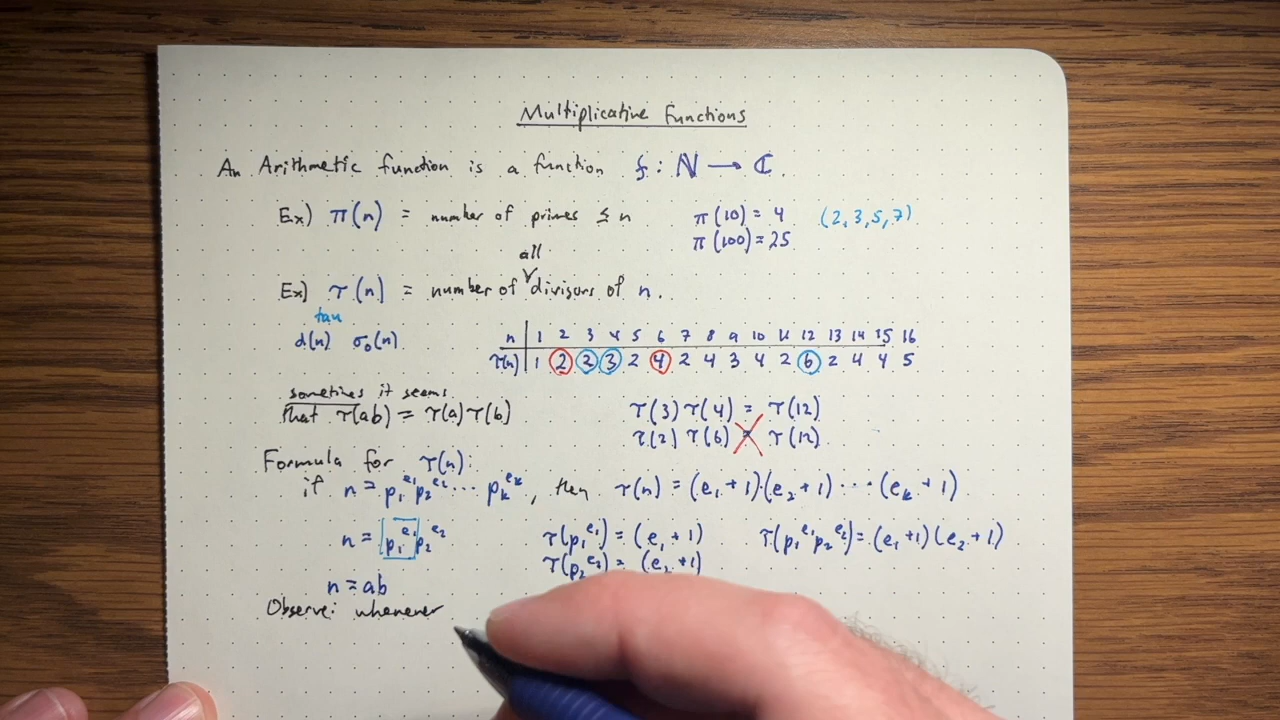 Multiplicative Functions
An Arithmetic function is a function f : ℕ → ℂ.
Ex) π(n) = number of primes ≤ n π(10) = 4 (2,3,5,7)
π(100) = 25
all
Ex) τ(n) = number of divisors of n.
tau
d(n) σ₀(n)
n 1 2 3 4 5 6 7 8 9 10 11 12 13 14 15 16
τ(n) 1 2 2 3 2 4 2 4 3 4 2 6 2 4 4 5
sometimes it seems
that τ(ab) = τ(a)τ(b)
τ(3) τ(4) = τ(12)
τ(2) τ(6) = τ(12)
Formula for τ(n):
if n = p₁^e₁ p₂^e₂ ... p_k^e_k, then τ(n) = (e₁+1)·(e₂+1) ··· (e_k+1)
n = p₁^e₁ p₂^e₂ τ(p₁^e₁) = (e₁+1) τ(p₁^e₁ p₂^e₂) = (e₁+1)(e₂+1)
τ(p₂^e₂) = (e₂+1)
n = ab
Observe: whenever